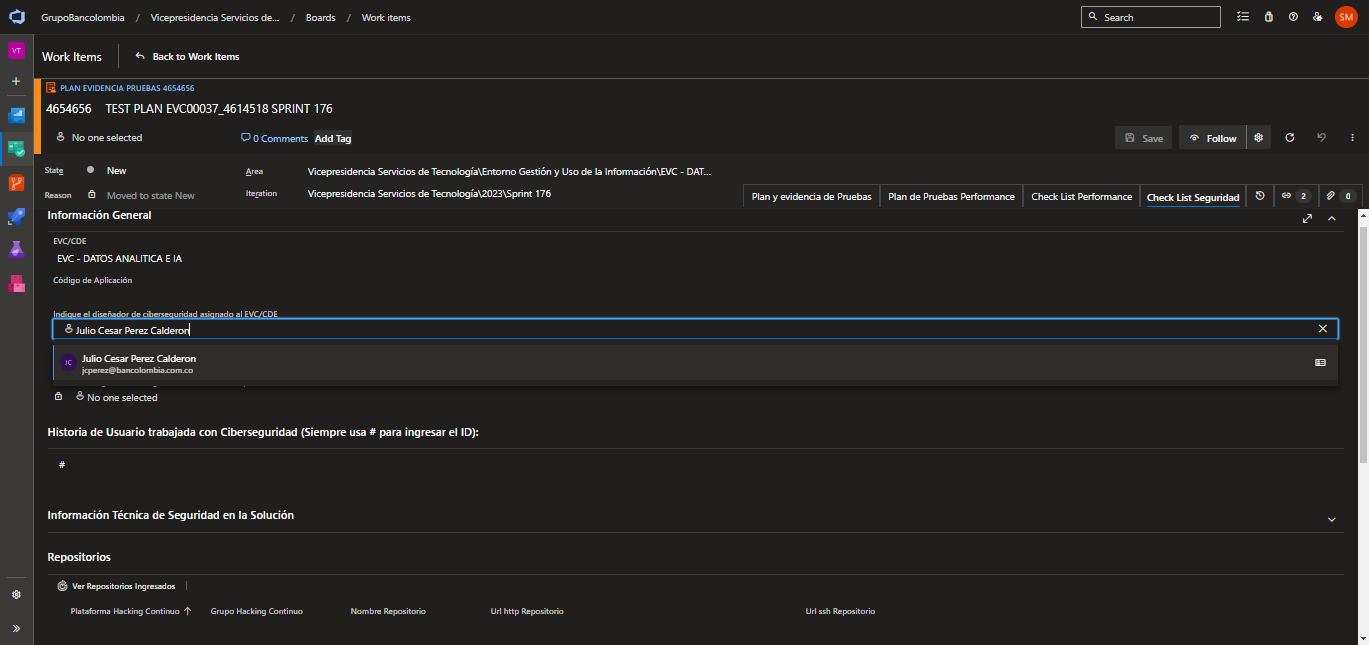 GrupoBancolombia / Vicepresidencia Servicios de... / Boards / Work items
Search
SM
VT
Work Items
Back to Work Items
PLAN EVIDENCIA PRUEBAS 4654656
4654656 TEST PLAN EVC00037_4614518 SPRINT 176
No one selected
0 Comments
Add Tag
Save
Follow
State New
Area Vicepresidencia Servicios de Tecnología\Entorno Gestión y Uso de la Información\EVC - DAT...
Reason Moved to state New
Iteration Vicepresidencia Servicios de Tecnología\2023\Sprint 176
Plan y evidencia de Pruebas
Plan de Pruebas Performance
Check List Performance
Check List Seguridad
2
0
Información General
EVC/CDE
EVC - DATOS ANALITICA E IA
Código de Aplicación
Indique el diseñador de ciberseguridad asignado al EVC/CDE
Julio Cesar Perez Calderon
JC
Julio Cesar Perez Calderon
jcperez@bancolombia.com.co
No one selected
Historia de Usuario trabajada con Ciberseguridad (Siempre usa # para ingresar el ID):
#
Información Técnica de Seguridad en la Solución
Repositorios
Ver Repositorios Ingresados
Plataforma Hacking Continuo ↑ Grupo Hacking Continuo Nombre Repositorio Url http Repositorio Url ssh Repositorio